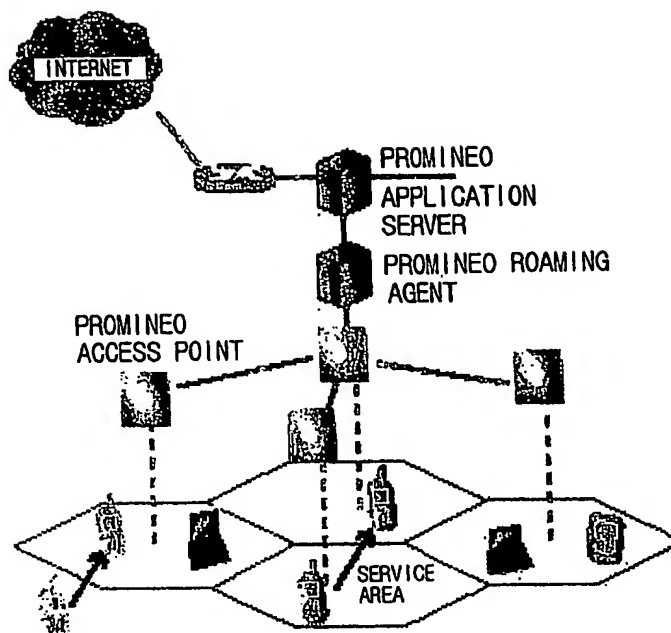 INTERNET
PROMINEO
APPLICATION
SERVER
PROMINEO ROAMING
AGENT
PROMINEO
ACCESS POINT
SERVICE
AREA